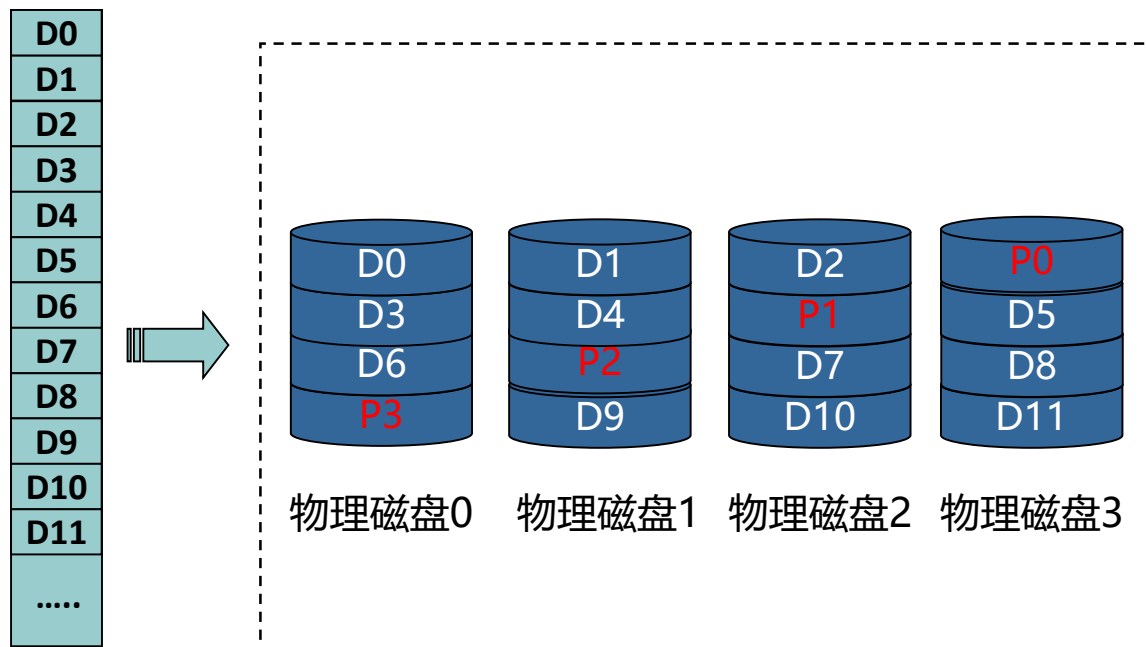 D0
D1
D2
D3
D4
D5
D6
D7
D8
D9
D10
D11
.....
D0 D1 D2 P0
D3 D4 P1 D5
D6 P2 D7 D8
P3 D9 D10 D11
物理磁盘0 物理磁盘1 物理磁盘2 物理磁盘3